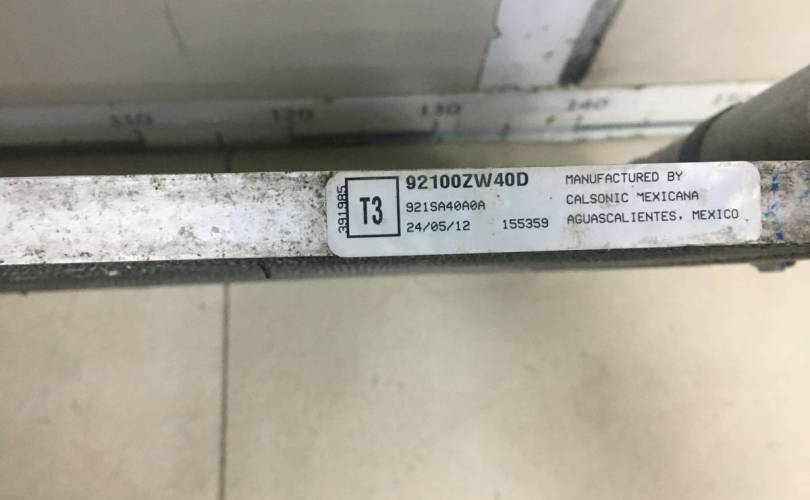 110 120 130 140
391985
T3
92100ZW40D
921SA40A0A
24/05/12 155359
MANUFACTURED BY
CALSONIC MEXICANA
AGUASCALIENTES, MEXICO